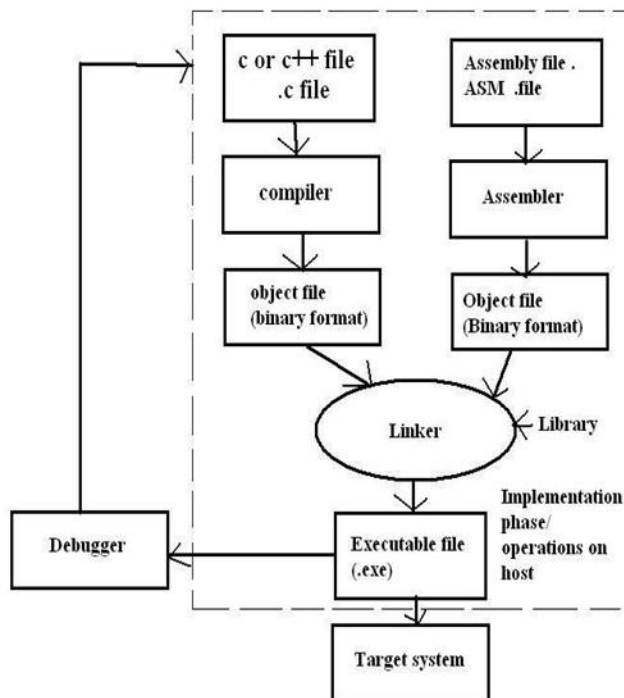 c or c++ file
.c file
Assembly file .
ASM .file
compiler
Assembler
object file
(binary format)
Object file
(Binary format)
Linker
Library
Implementation
phase/
operations on
host
Debugger
Executable file
(.exe)
Target system